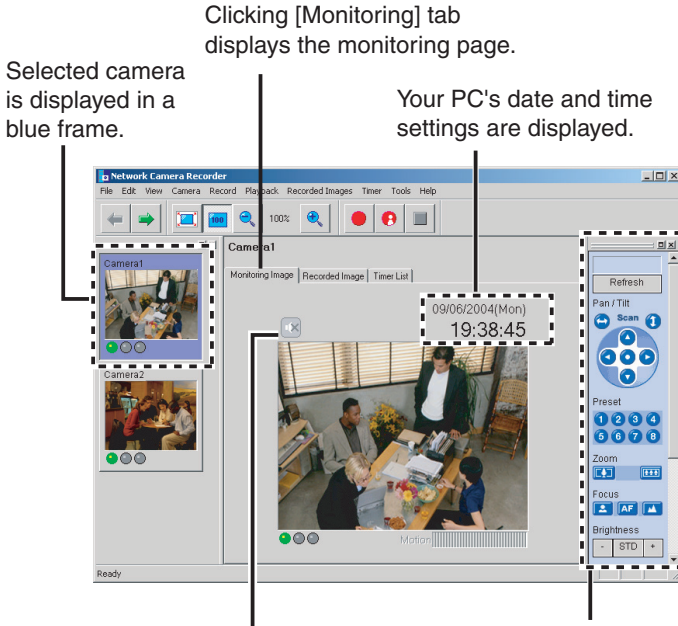 Clicking [Monitoring] tab
displays the monitoring page.
Selected camera
is displayed in a
blue frame.
Your PC's date and time
settings are displayed.
Network Camera Recorder
File Edit View Camera Record Playback Recorded Images Timer Tools Help
100 100%
Camera1
Camera1
Monitoring Image Recorded Image Timer List
09/06/2004(Mon)
19:38:45
Camera2
Motion
Refresh
Pan / Tilt
Scan
Preset
1 2 3 4
5 6 7 8
Zoom
Focus
AF
Brightness
- STD +
Ready